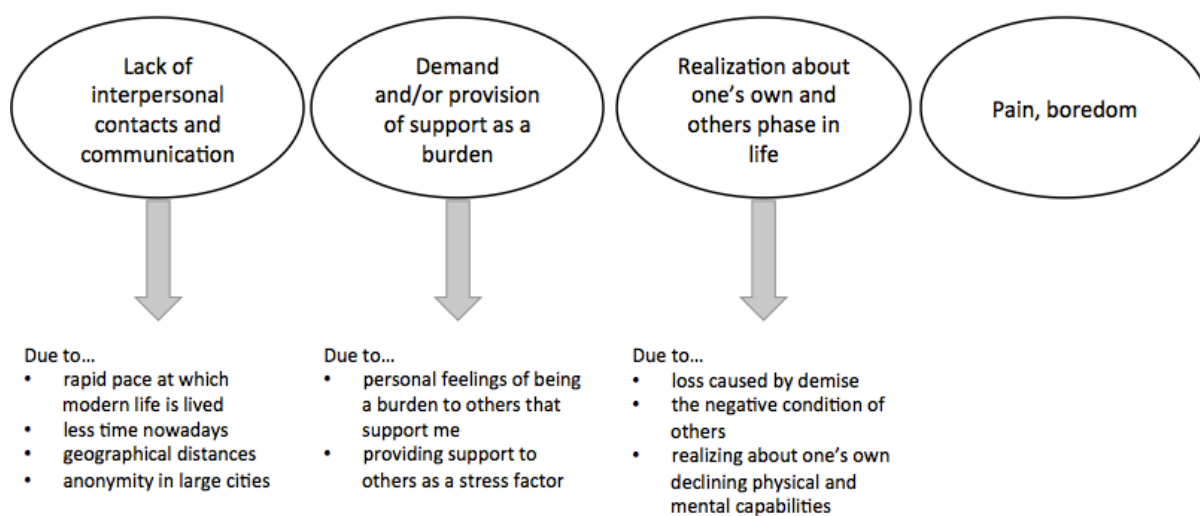 Lack of
interpersonal
contacts and
communication
Demand
and/or provision
of support as a
burden
Realization about
one's own and
others phase in
life
Pain, boredom
Due to...
• rapid pace at which
modern life is lived
• less time nowadays
• geographical distances
• anonymity in large cities
Due to...
• personal feelings of being
a burden to others that
support me
• providing support to
others as a stress factor
Due to...
• loss caused by demise
• the negative condition of
others
• realizing about one's own
declining physical and
mental capabilities